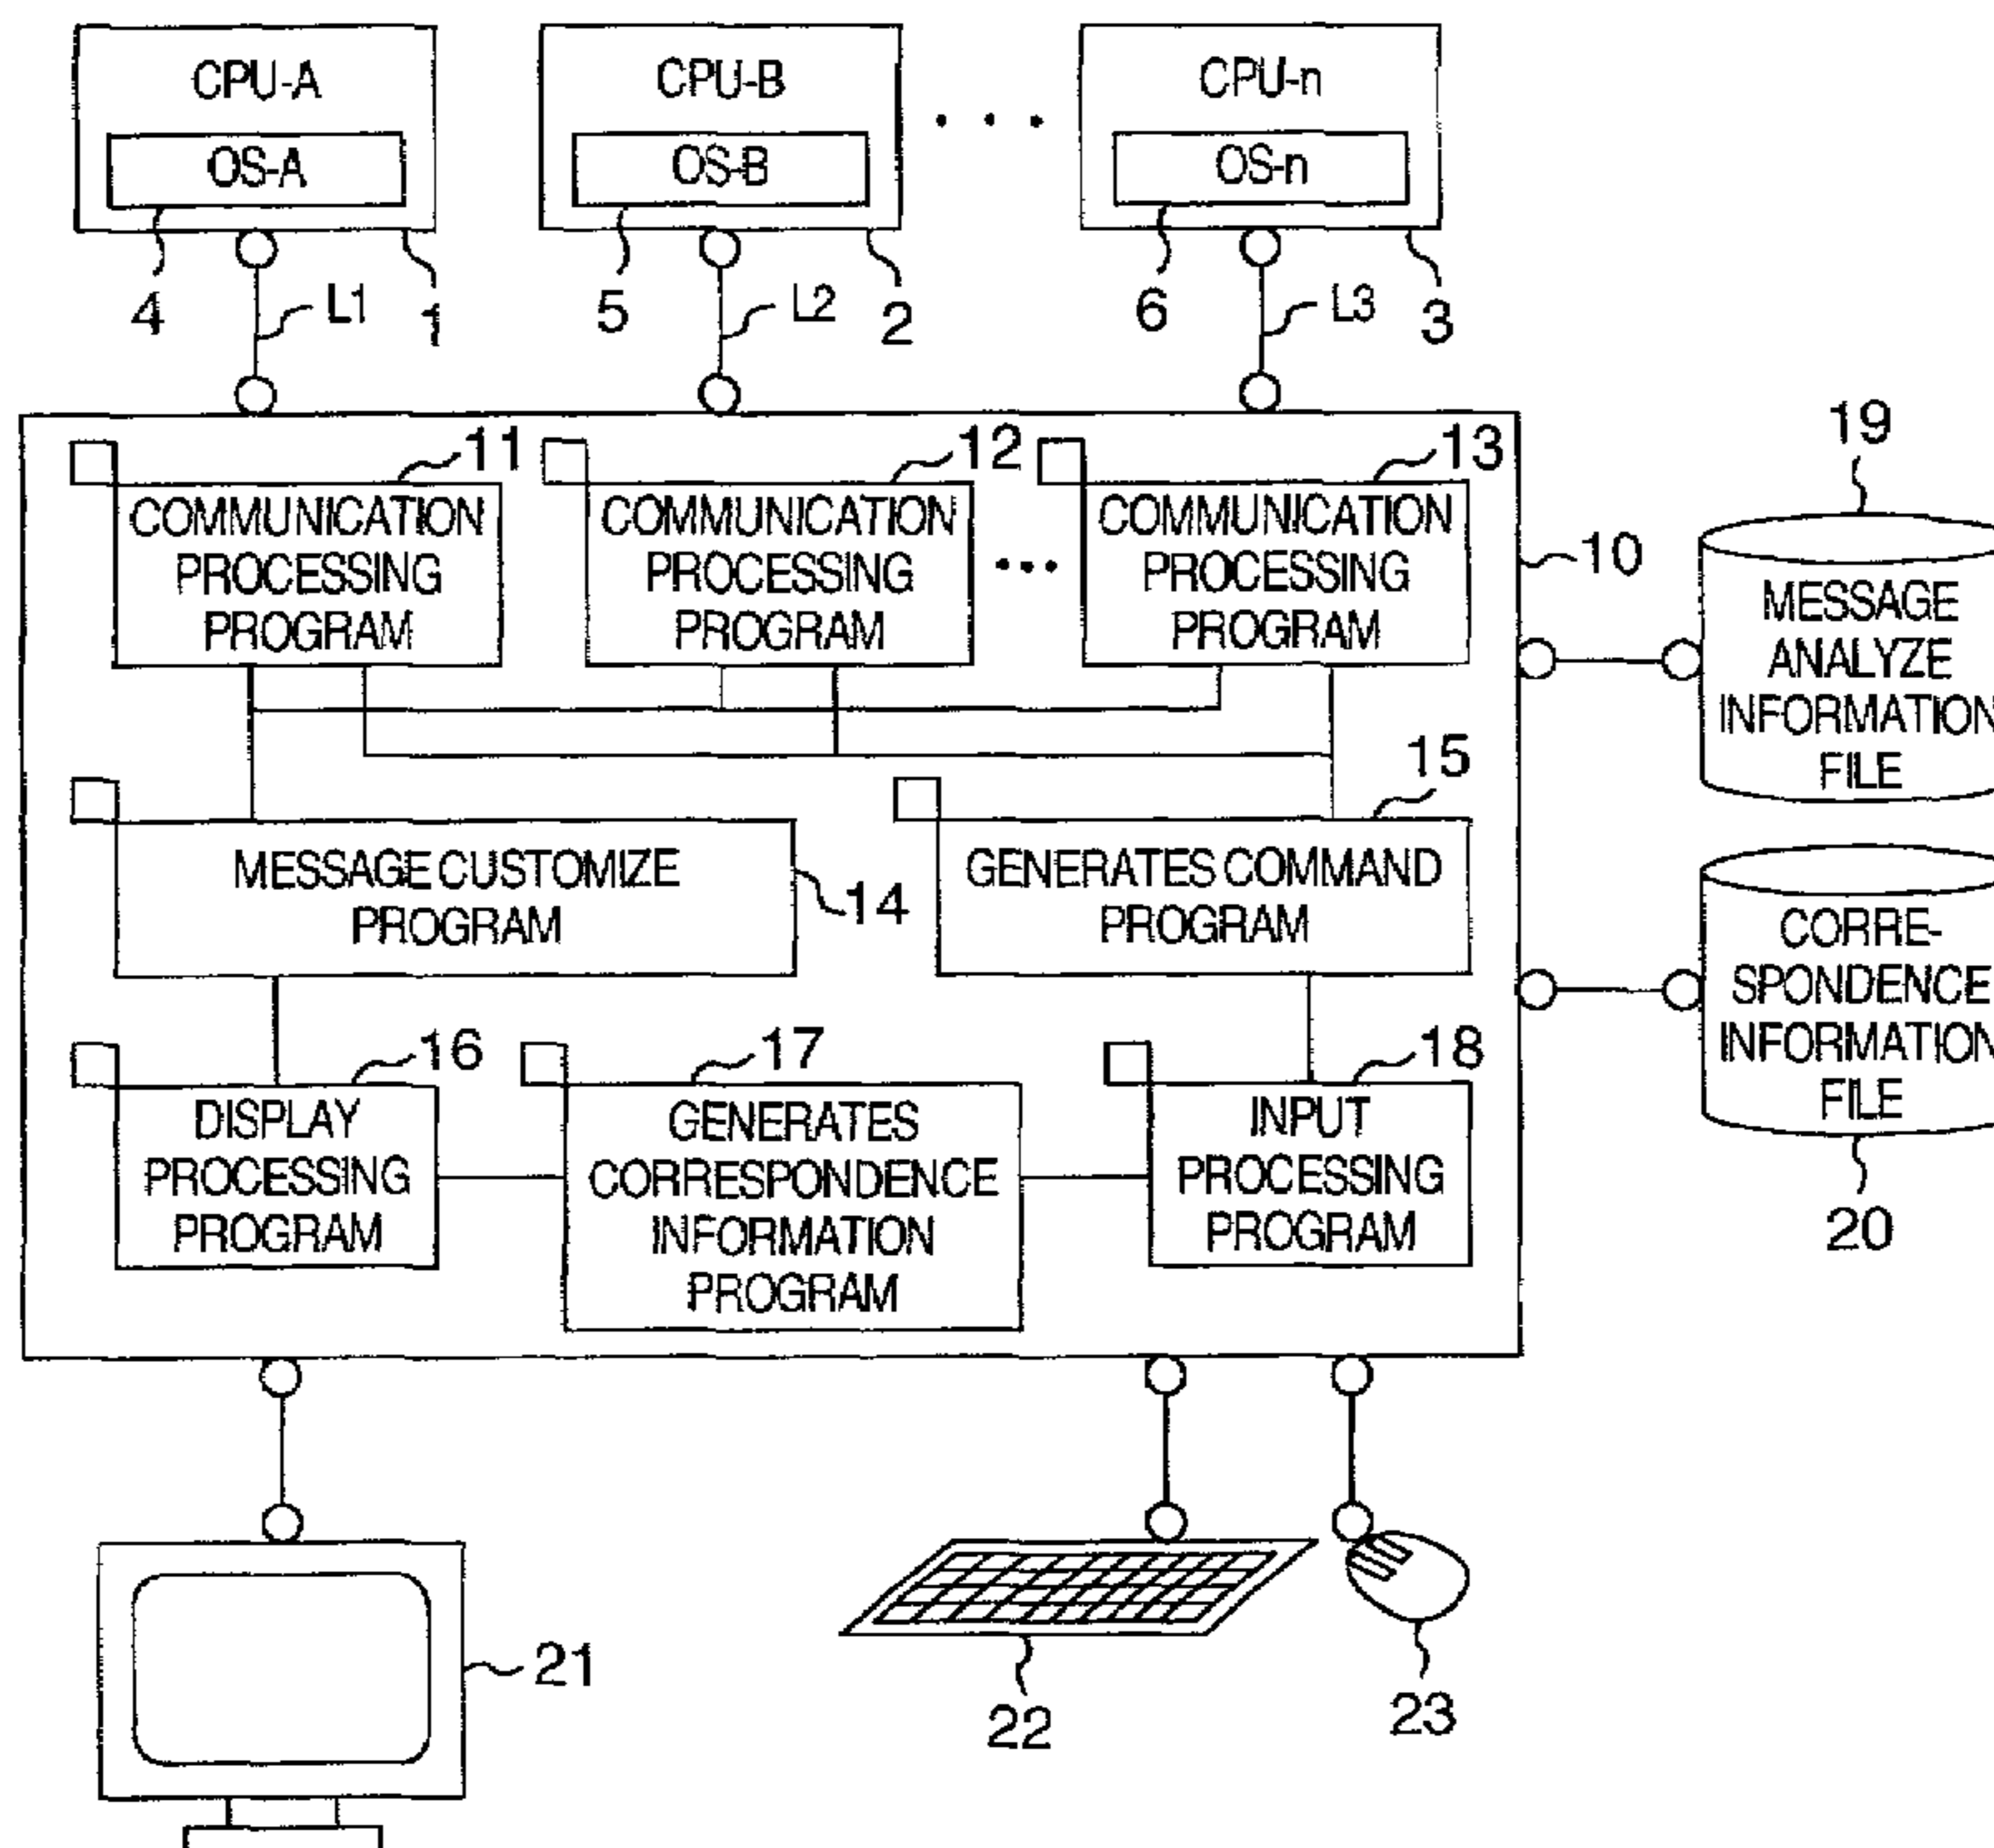 CPU-A
CPU-B
CPU-n
• • •
OS-A
OS-B
OS-n
4
L1
1
5
L2
2
6
L3
3
11
12
13
19
COMMUNICATION
PROCESSING
PROGRAM
COMMUNICATION
PROCESSING
PROGRAM
•••
COMMUNICATION
PROCESSING
PROGRAM
10
MESSAGE
ANALYZE
INFORMATION
FILE
15
MESSAGE CUSTOMIZE
PROGRAM
14
GENERATES COMMAND
PROGRAM
CORRE-
SPONDENCE
INFORMATION
FILE
20
16
17
18
DISPLAY
PROCESSING
PROGRAM
GENERATES
CORRESPONDENCE
INFORMATION
PROGRAM
INPUT
PROCESSING
PROGRAM
21
22
23